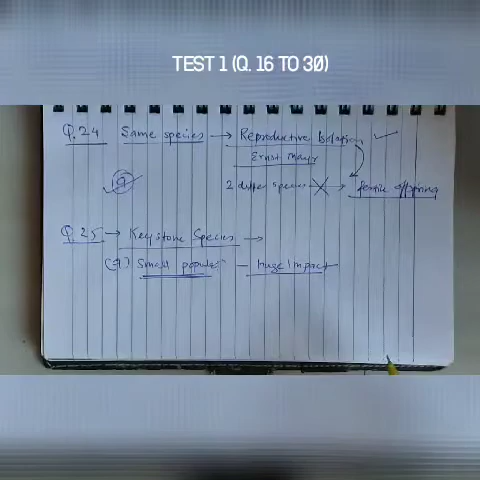 TEST 1 (Q. 16 TO 30)
Q.24 Same species → Reproductive Isolation
Ernst Mayr
2 differ species → fertile offspring
Q.25 → Keystone Species →
Small populatn – huge impact